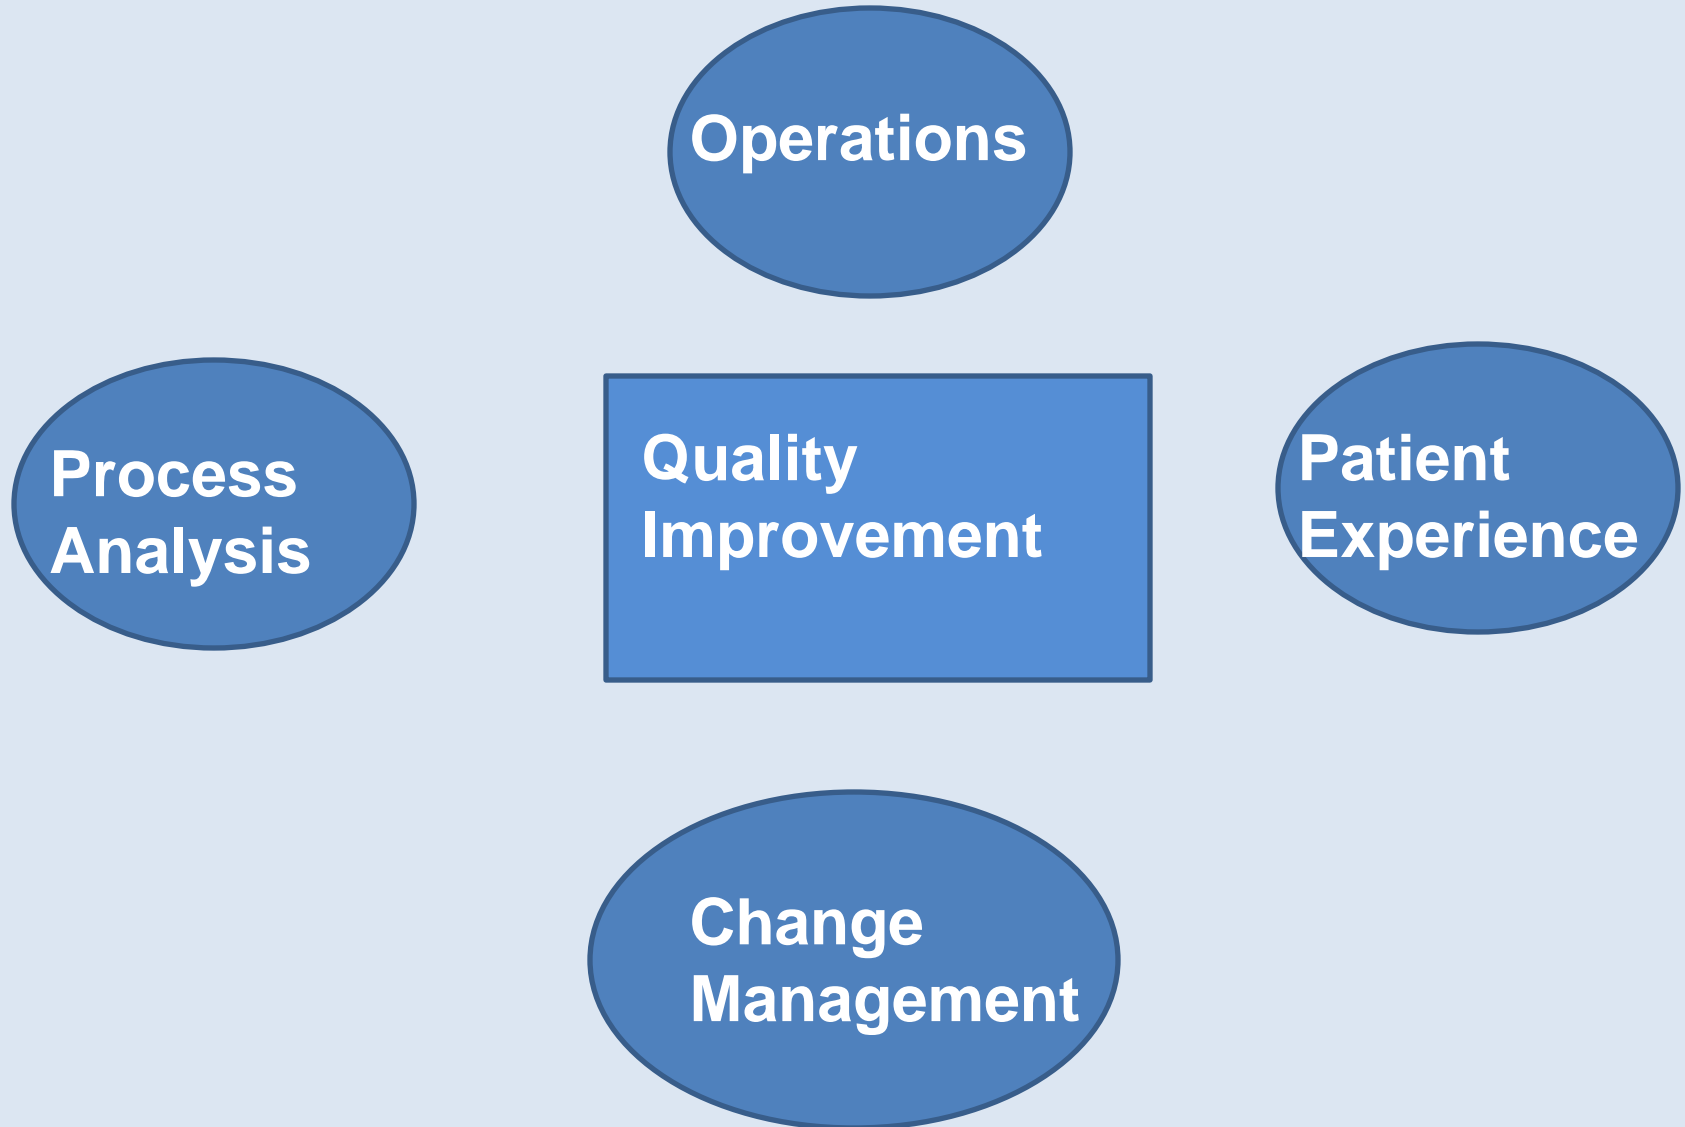 Operations
Process
Analysis
Quality
Improvement
Patient
Experience
Change
Management